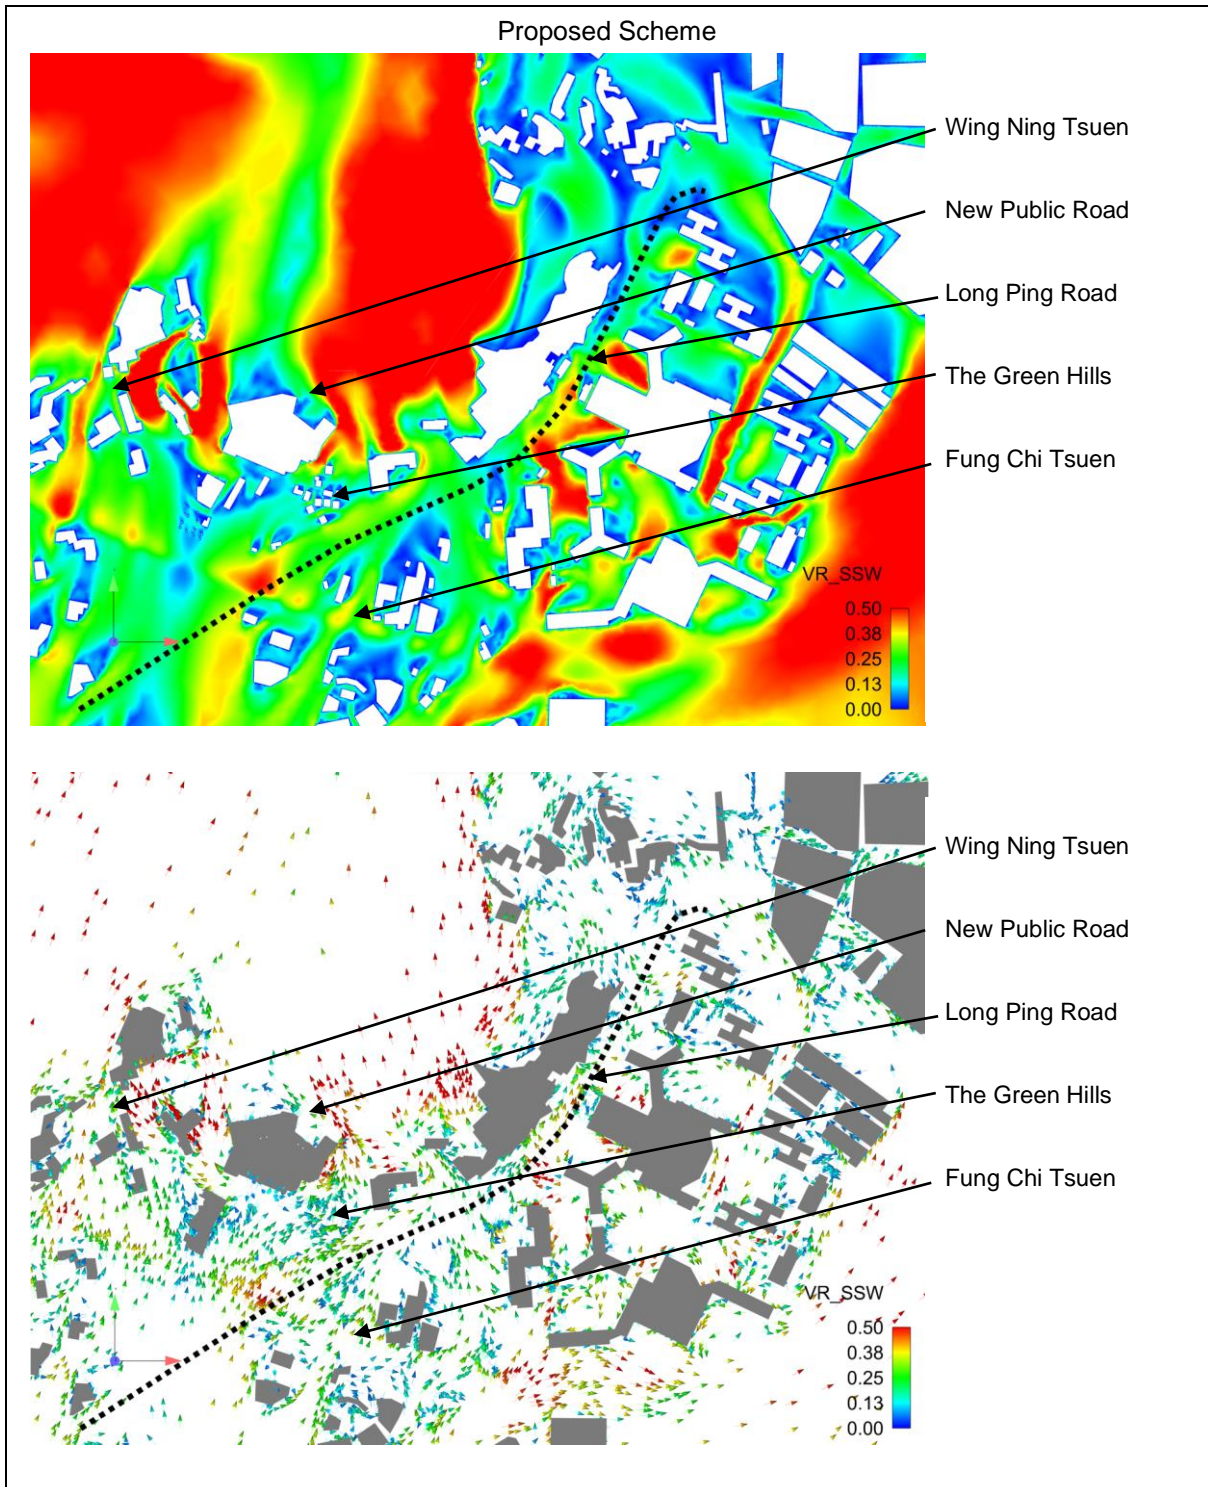 Proposed Scheme
Wing Ning Tsuen
New Public Road
Long Ping Road
The Green Hills
Fung Chi Tsuen
VR_SSW
0.50
0.38
0.25
0.13
0.00
Wing Ning Tsuen
New Public Road
Long Ping Road
The Green Hills
Fung Chi Tsuen
VR_SSW
0.50
0.38
0.25
0.13
0.00